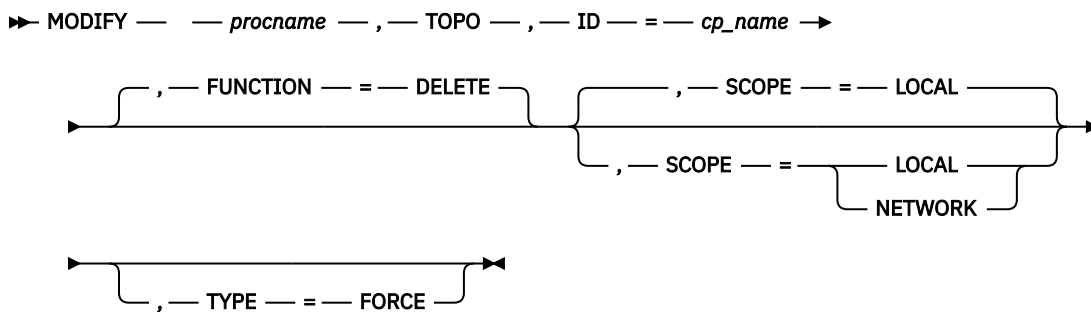 MODIFY procname , TOPO , ID = cp_name
, FUNCTION = DELETE , SCOPE = LOCAL
, SCOPE = LOCAL
NETWORK
, TYPE = FORCE